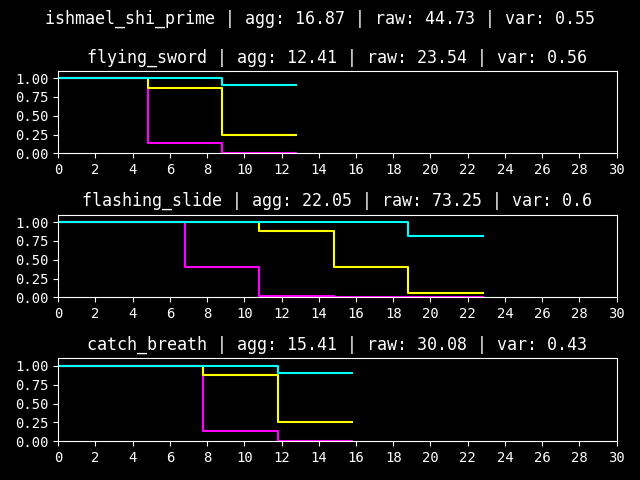 ishmael_shi_prime | agg: 16.87 | raw: 44.73 | var: 0.55
flying_sword | agg: 12.41 | raw: 23.54 | var: 0.56
1.00
0.75
0.50
0.25
0.00
0 2 4 6 8 10 12 14 16 18 20 22 24 26 28 30
flashing_slide | agg: 22.05 | raw: 73.25 | var: 0.6
1.00
0.75
0.50
0.25
0.00
0 2 4 6 8 10 12 14 16 18 20 22 24 26 28 30
catch_breath | agg: 15.41 | raw: 30.08 | var: 0.43
1.00
0.75
0.50
0.25
0.00
0 2 4 6 8 10 12 14 16 18 20 22 24 26 28 30